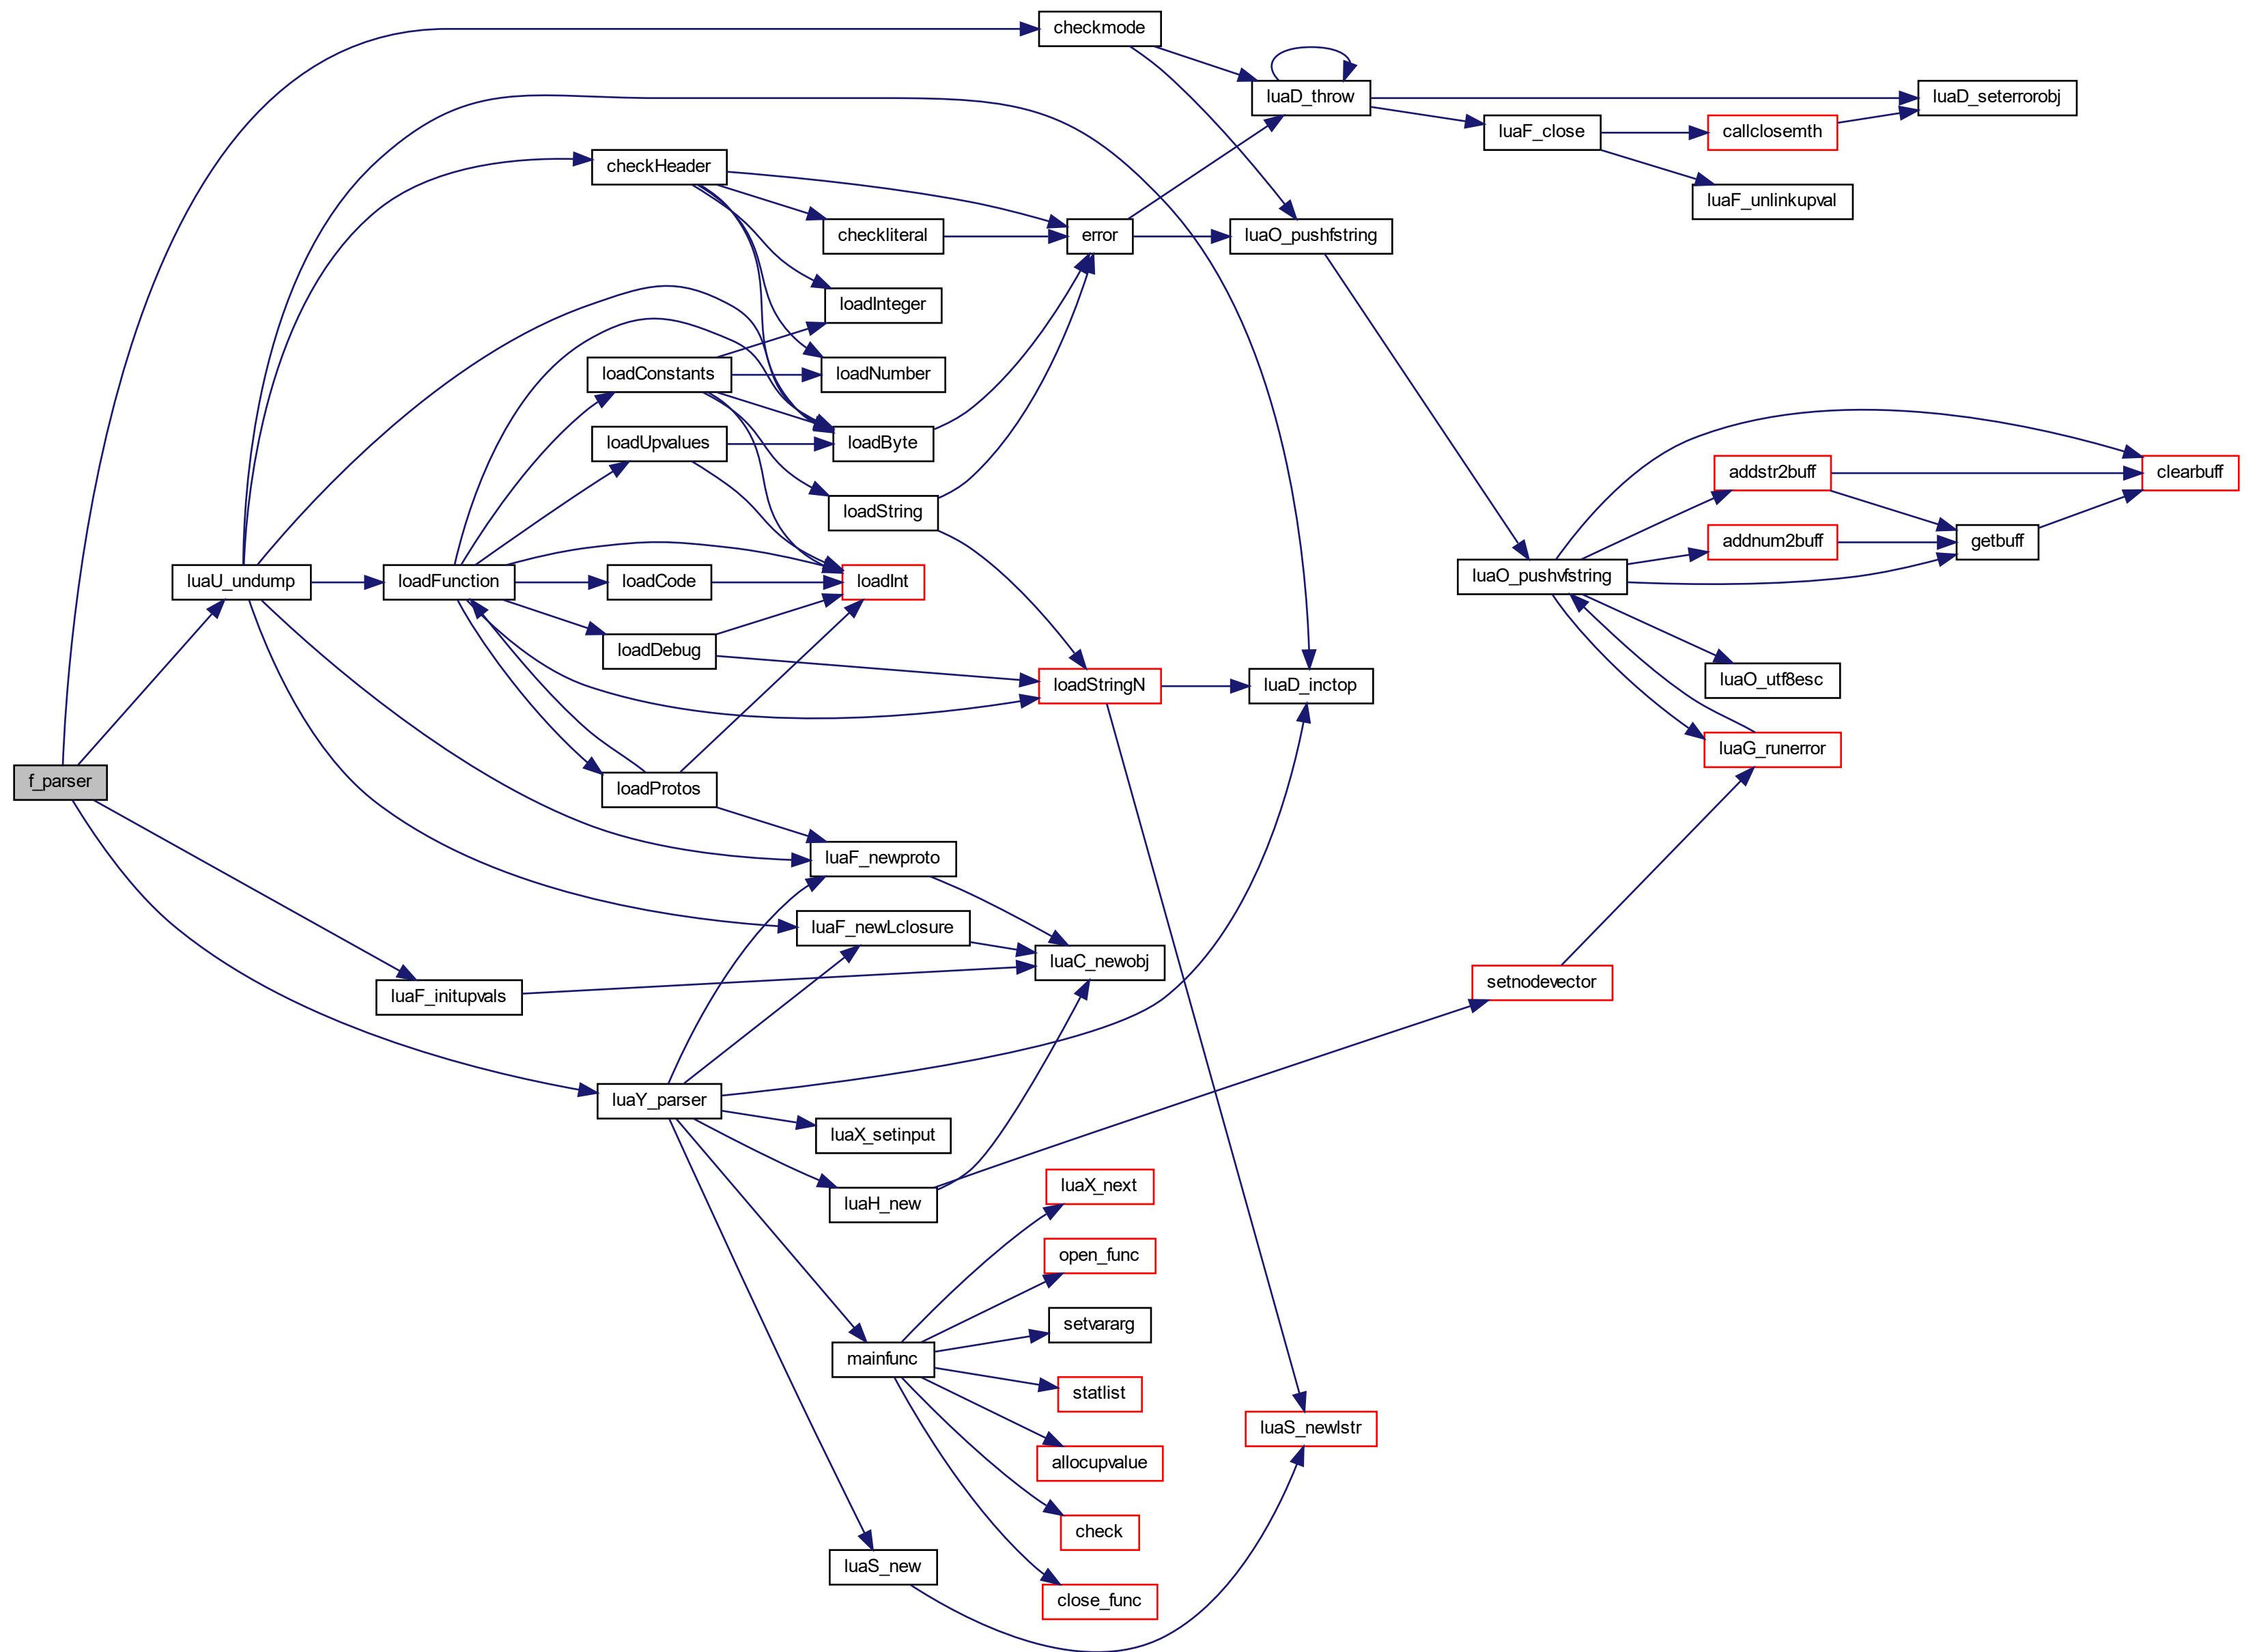 checkmode
luaD_throw
luaD_seterrorobj
luaF_close
callclosemth
checkHeader
luaF_unlinkupval
checkliteral
error
luaO_pushfstring
loadInteger
loadConstants
loadNumber
loadUpvalues
loadByte
addstr2buff
clearbuff
loadString
addnum2buff
getbuff
luaU_undump
loadFunction
loadCode
loadInt
luaO_pushvfstring
loadDebug
loadStringN
luaD_inctop
luaO_utf8esc
luaG_runerror
f_parser
loadProtos
luaF_newproto
luaF_newLclosure
luaC_newobj
luaF_initupvals
setnodevector
luaY_parser
luaX_setinput
luaX_next
luaH_new
open_func
setvararg
mainfunc
statlist
luaS_newlstr
allocupvalue
check
luaS_new
close_func